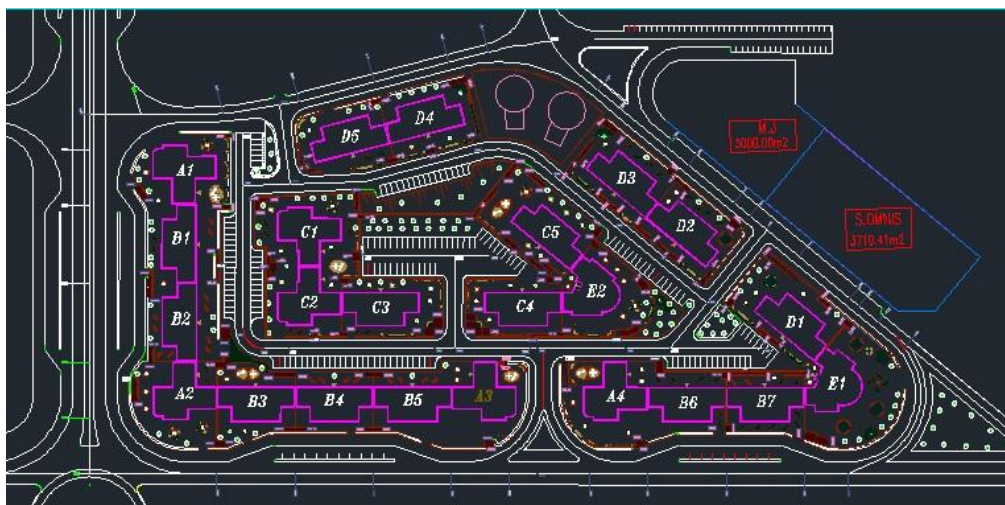 D5
D4
M.J
3000.00m2
A1
D3
S.OMNIS
3710.41m2
B1
C1
C5
D2
C2
C3
C4
E2
B2
D1
A2
B3
B4
B5
A3
A4
B6
B7
E1